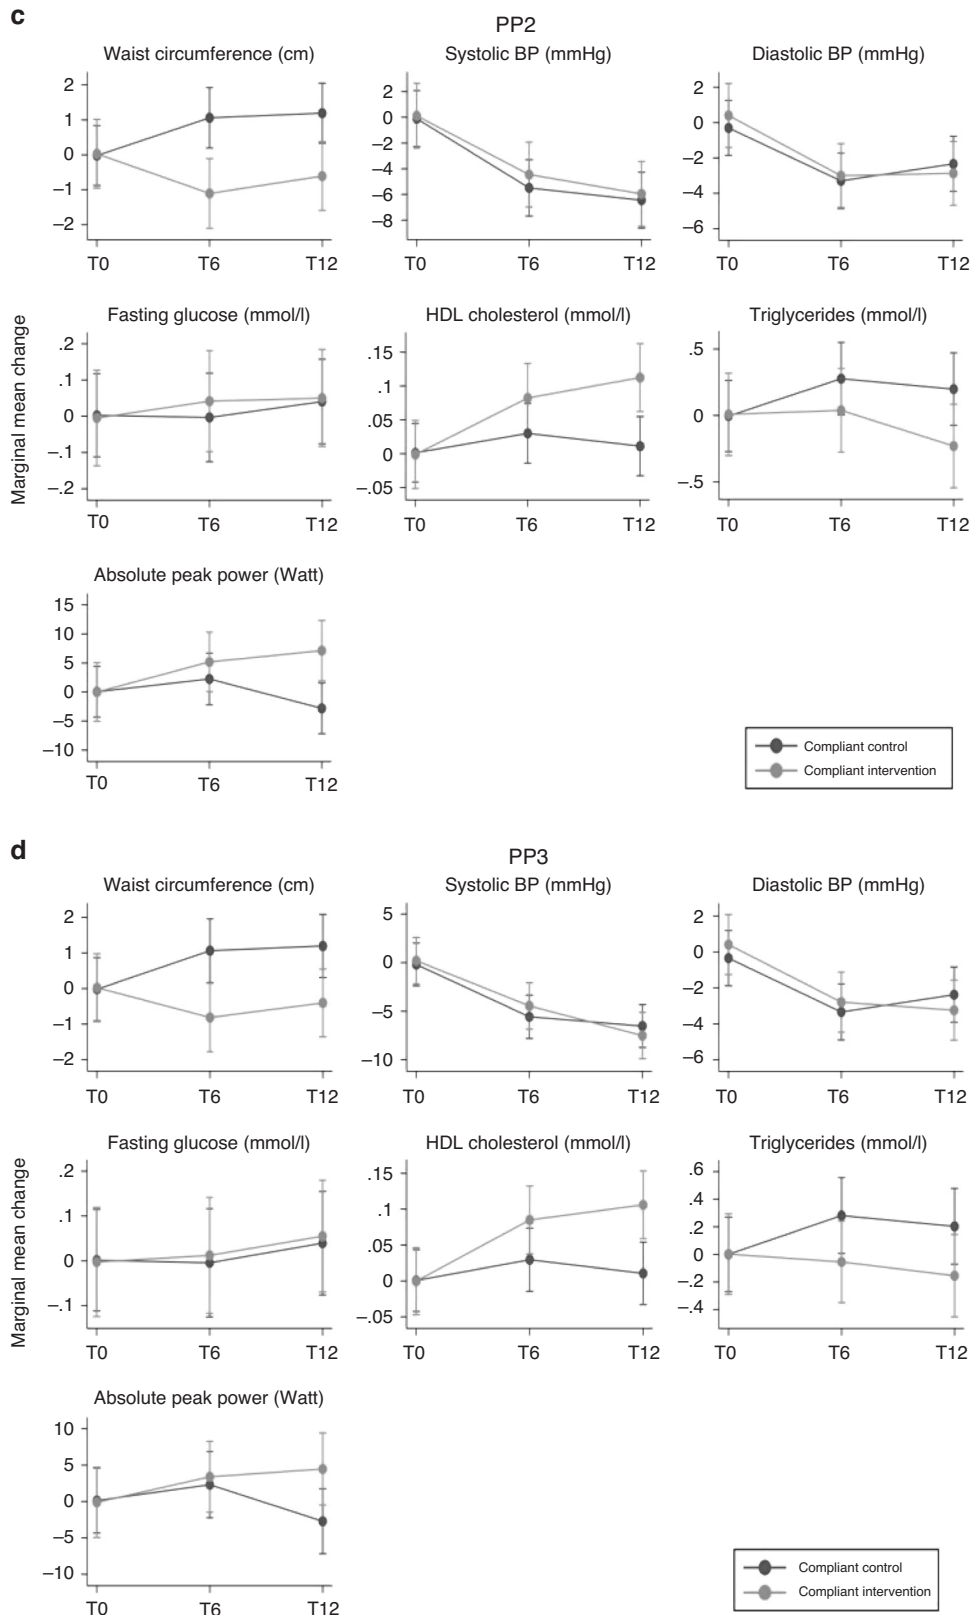 c
PP2
Waist circumference (cm) Systolic BP (mmHg) Diastolic BP (mmHg)
2 2 2
1 0 0
0 –2 –2
–1 –4 –4
–2 –6 –6
–8
T0 T6 T12 T0 T6 T12 T0 T6 T12
Marginal mean change
Fasting glucose (mmol/l) HDL cholesterol (mmol/l) Triglycerides (mmol/l)
.2 .15 .5
.1 .1 0
0 .05 –.5
–.1 0
–.2 –.05
T0 T6 T12 T0 T6 T12 T0 T6 T12
Absolute peak power (Watt)
15
10
5
0
–5
–10
T0 T6 T12
Compliant control
Compliant intervention
d
PP3
Waist circumference (cm) Systolic BP (mmHg) Diastolic BP (mmHg)
2 5 2
1 0 0
0 –5 –2
–1 –10 –4
–2 –6
T0 T6 T12 T0 T6 T12 T0 T6 T12
Marginal mean change
Fasting glucose (mmol/l) HDL cholesterol (mmol/l) Triglycerides (mmol/l)
.2 .15 .6
.1 .1 .4
0 .05 .2
–.1 0 0
–.05 –.2
–.4
T0 T6 T12 T0 T6 T12 T0 T6 T12
Absolute peak power (Watt)
10
5
0
–5
–10
T0 T6 T12
Compliant control
Compliant intervention